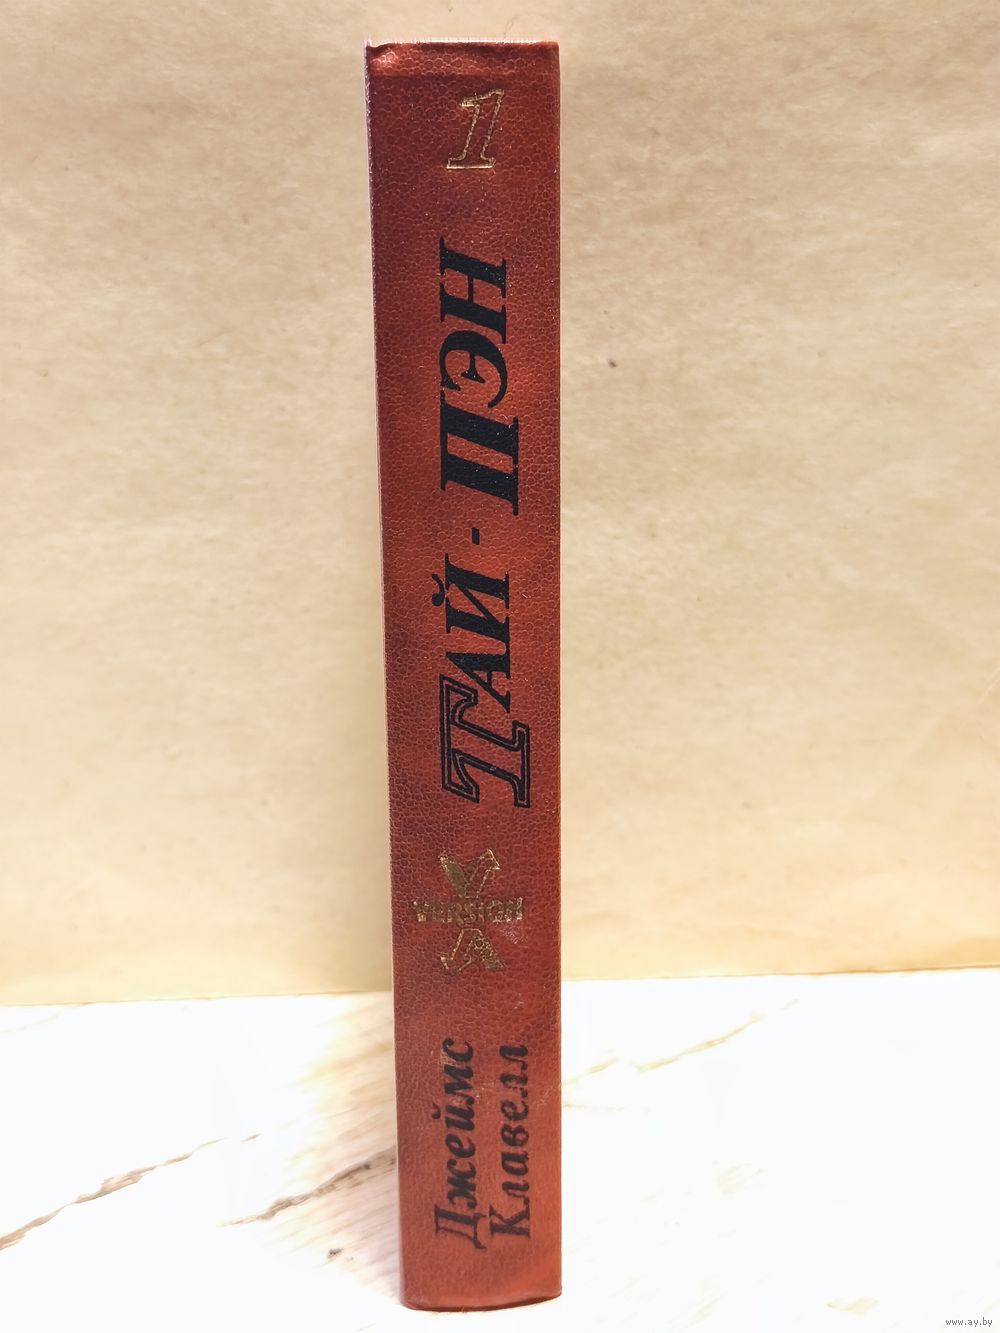 Джеймс
Клавелл
VERSION
ТАЙ-ПЭН
1
www.ay.by